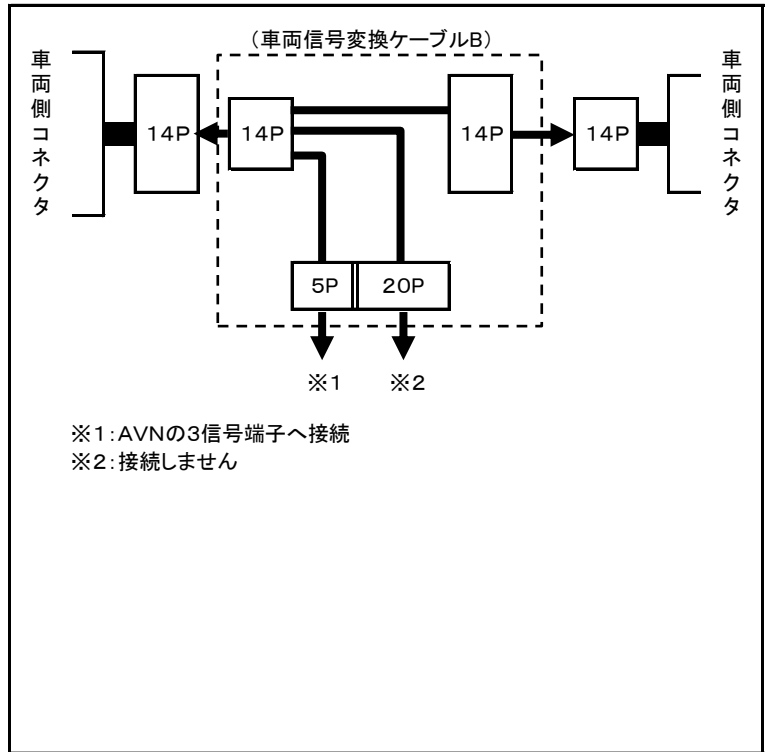 (車両信号変換ケーブルB)
車両側コネクタ
14P
14P
14P
14P
車両側コネクタ
5P
20P
※1
※2
※1:AVNの3信号端子へ接続
※2:接続しません